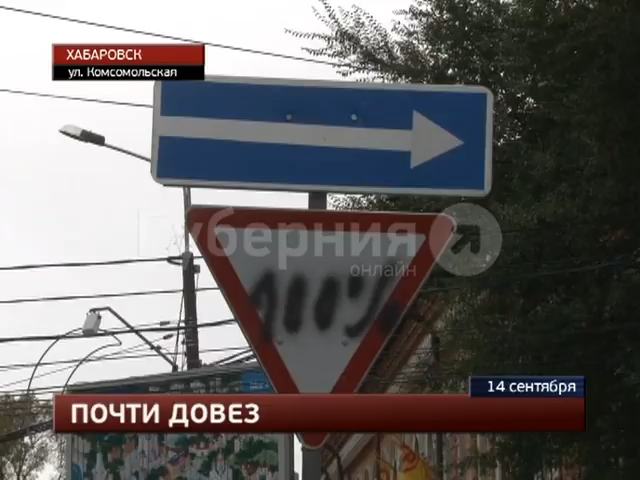 ХАБАРОВСК
ул. Комсомольская
Губерния
онлайн
100%
14 сентября
ПОЧТИ ДОВЕЗ